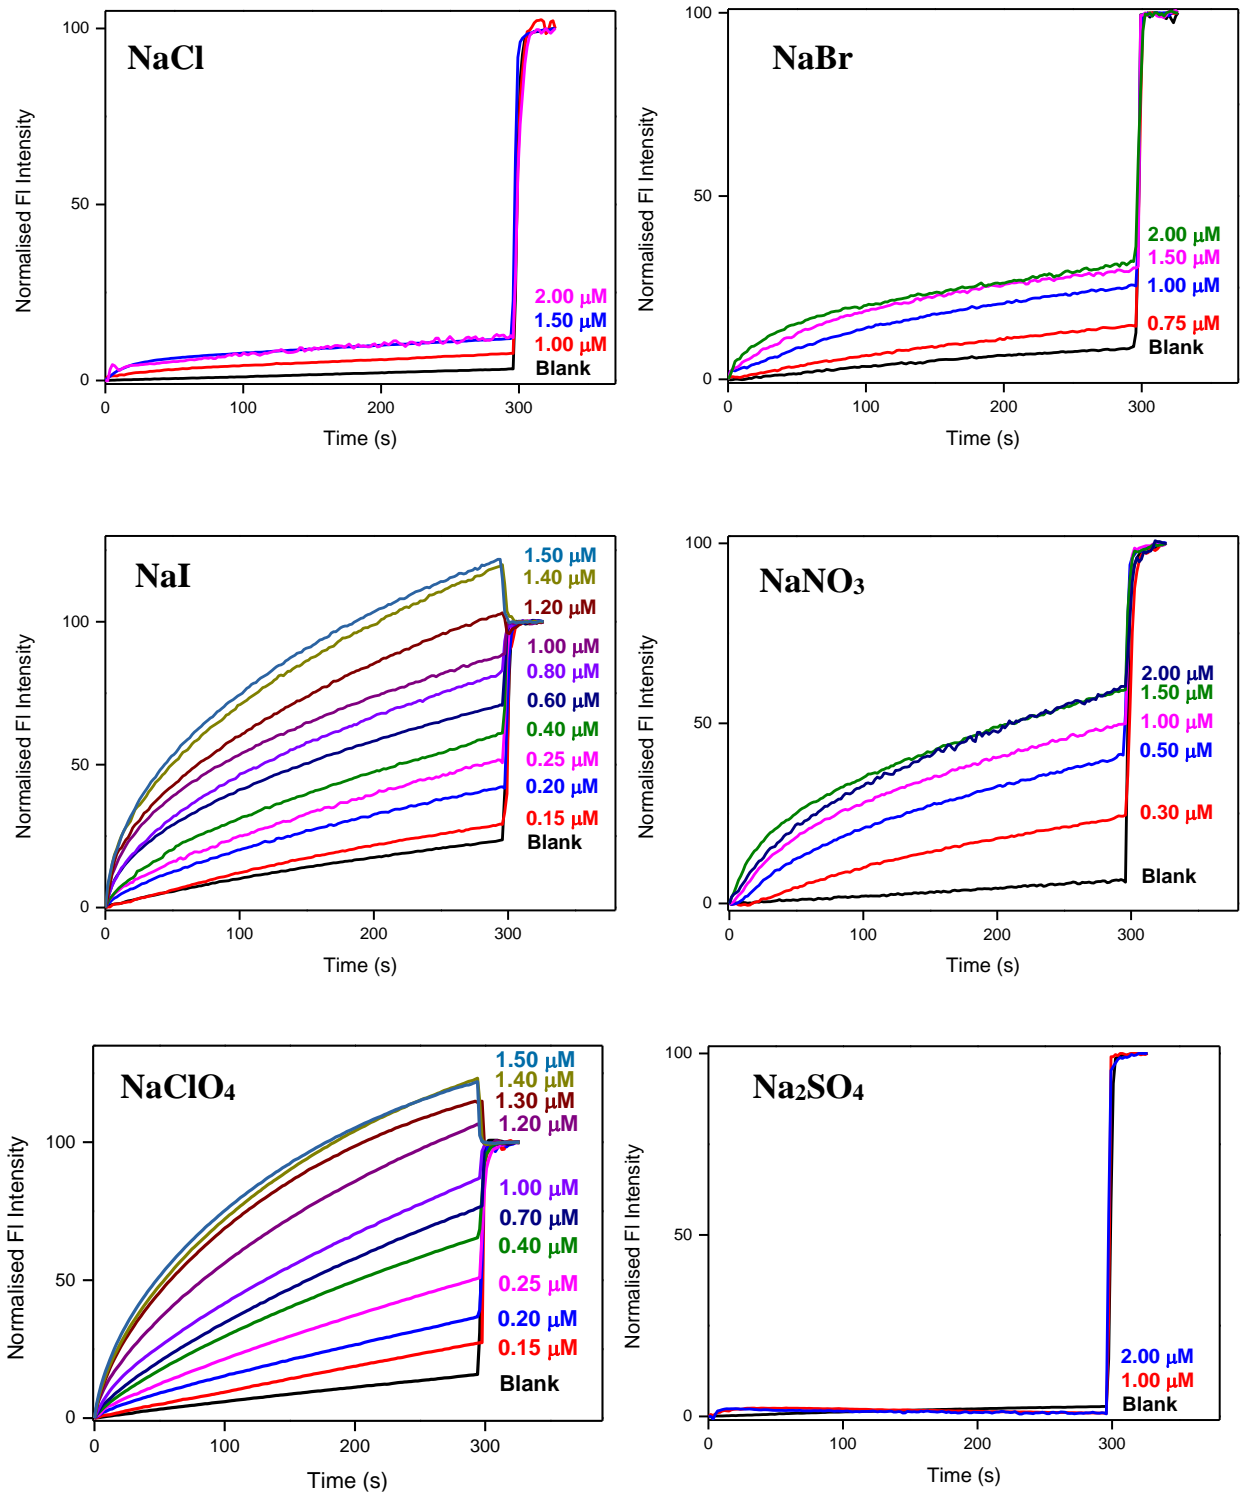 NaCl
100
50
0
Normalised Fl Intensity
2.00 μM
1.50 μM
1.00 μM
Blank
0
100
200
300
Time (s)
NaBr
100
50
0
Normalised Fl Intensity
2.00 μM
1.50 μM
1.00 μM
0.75 μM
Blank
0
100
200
300
Time (s)
NaI
100
50
0
Normalised Fl Intensity
1.50 μM
1.40 μM
1.20 μM
1.00 μM
0.80 μM
0.60 μM
0.40 μM
0.25 μM
0.20 μM
0.15 μM
Blank
0
100
200
300
Time (s)
NaNO₃
100
50
0
Normalised Fl Intensity
2.00 μM
1.50 μM
1.00 μM
0.50 μM
0.30 μM
Blank
0
100
200
300
Time (s)
NaClO₄
100
50
0
Normalised Fl Intensity
1.50 μM
1.40 μM
1.30 μM
1.20 μM
1.00 μM
0.70 μM
0.40 μM
0.25 μM
0.20 μM
0.15 μM
Blank
0
100
200
300
Time (s)
Na₂SO₄
100
50
0
Normalised Fl Intensity
2.00 μM
1.00 μM
Blank
0
100
200
300
Time (s)